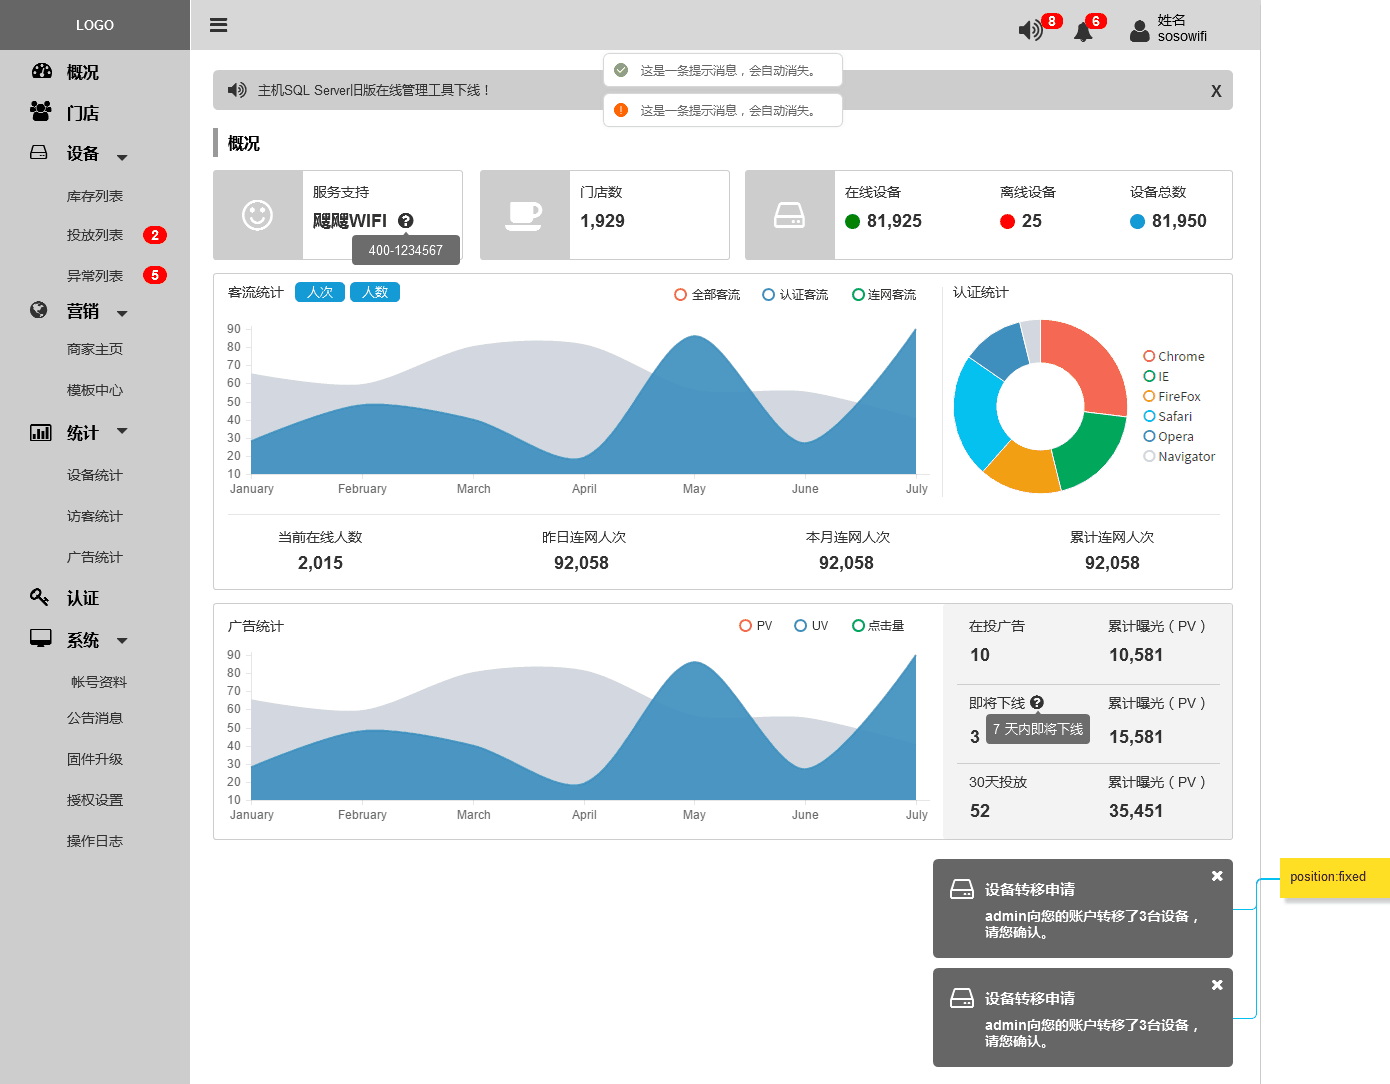 LOGO
8
6
姓名
sosowifi
概况
门店
设备
库存列表
投放列表
2
异常列表
5
营销
商家主页
模板中心
统计
设备统计
访客统计
广告统计
认证
系统
帐号资料
公告消息
固件升级
授权设置
操作日志
这是一条提示消息，会自动消失。
主机SQL Server旧版在线管理工具下线！
X
这是一条提示消息，会自动消失。
概况
服务支持
飕飕WIFI
400-1234567
门店数
1,929
在线设备 离线设备 设备总数
81,925 25 81,950
客流统计 人次 人数
全部客流 认证客流 连网客流
90
80
70
60
50
40
30
20
10
January February March April May June July
认证统计
Chrome
IE
FireFox
Safari
Opera
Navigator
当前在线人数 昨日连网人次 本月连网人次 累计连网人次
2,015 92,058 92,058 92,058
广告统计
PV UV 点击量
90
80
70
60
50
40
30
20
10
January February March April May June July
在投广告 累计曝光（PV）
10 10,581
即将下线 累计曝光（PV）
7 天内即将下线
3 15,581
30天投放 累计曝光（PV）
52 35,451
设备转移申请
admin向您的账户转移了3台设备，
请您确认。
position:fixed
设备转移申请
admin向您的账户转移了3台设备，
请您确认。